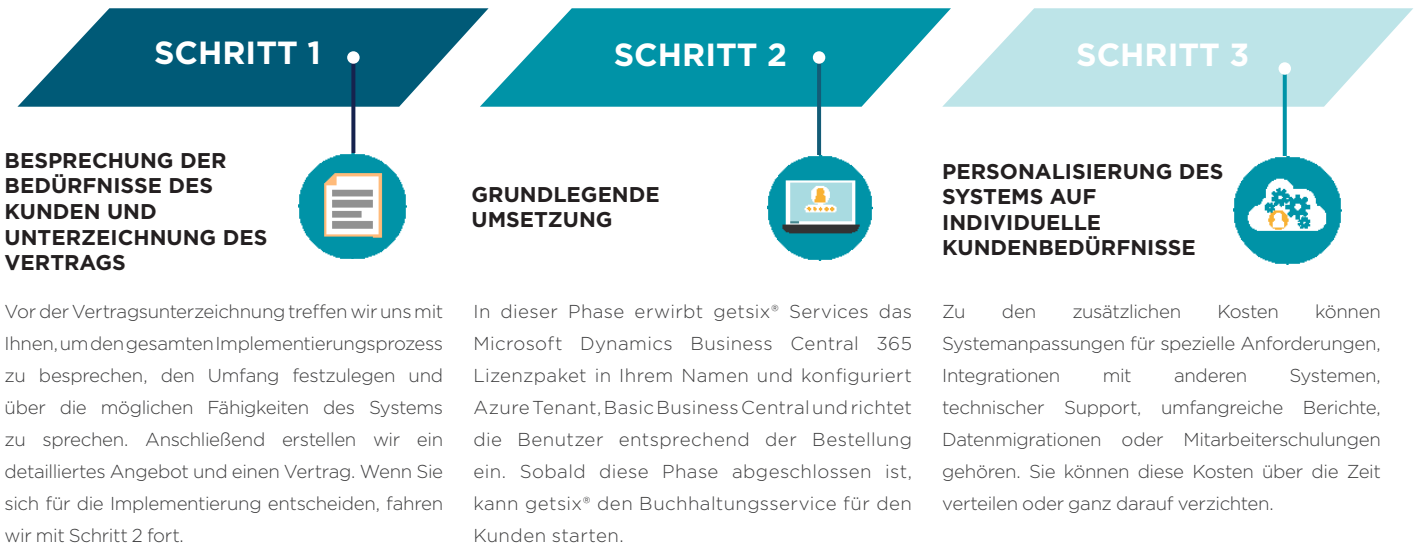 SCHRITT 1
BESPRECHUNG DER
BEDÜRFNISSE DES
KUNDEN UND
UNTERZEICHNUNG DES
VERTRAGS
Vor der Vertragsunterzeichnung treffen wir uns mit
Ihnen, um den gesamten Implementierungsprozess
zu besprechen, den Umfang festzulegen und
über die möglichen Fähigkeiten des Systems
zu sprechen. Anschließend erstellen wir ein
detailliertes Angebot und einen Vertrag. Wenn Sie
sich für die Implementierung entscheiden, fahren
wir mit Schritt 2 fort.
SCHRITT 2
GRUNDLEGENDE
UMSETZUNG
In dieser Phase erwirbt getsix® Services das
Microsoft Dynamics Business Central 365
Lizenzpaket in Ihrem Namen und konfiguriert
Azure Tenant, Basic Business Central und richtet
die Benutzer entsprechend der Bestellung
ein. Sobald diese Phase abgeschlossen ist,
kann getsix® den Buchhaltungsservice für den
Kunden starten.
SCHRITT 3
PERSONALISIERUNG DES
SYSTEMS AUF
INDIVIDUELLE
KUNDENBEDÜRFNISSE
Zu den zusätzlichen Kosten können
Systemanpassungen für spezielle Anforderungen,
Integrationen mit anderen Systemen,
technischer Support, umfangreiche Berichte,
Datenmigrationen oder Mitarbeiterschulungen
gehören. Sie können diese Kosten über die Zeit
verteilen oder ganz darauf verzichten.